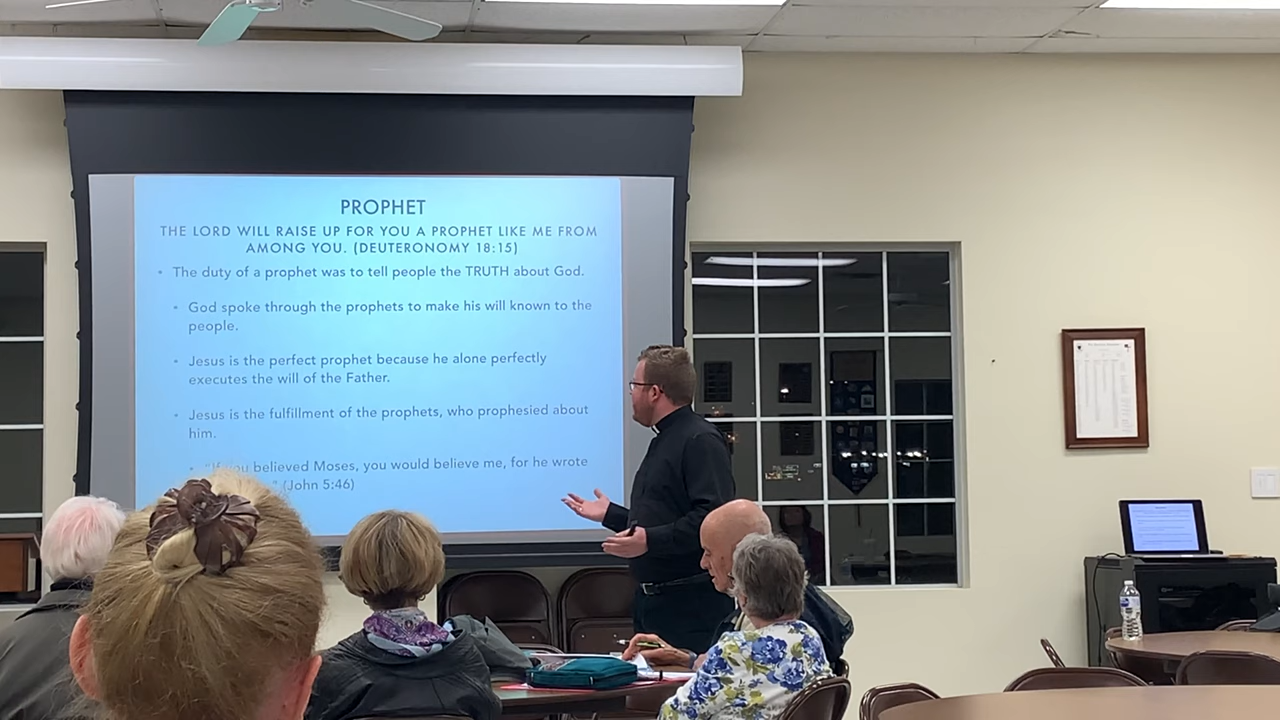 PROPHET
THE LORD WILL RAISE UP FOR YOU A PROPHET LIKE ME FROM
AMONG YOU. (DEUTERONOMY 18:15)
• The duty of a prophet was to tell people the TRUTH about God.
• God spoke through the prophets to make his will known to the
people.
• Jesus is the perfect prophet because he alone perfectly
executes the will of the Father.
• Jesus is the fulfillment of the prophets, who prophesied about
him.
• "If you believed Moses, you would believe me, for he wrote
" (John 5:46)